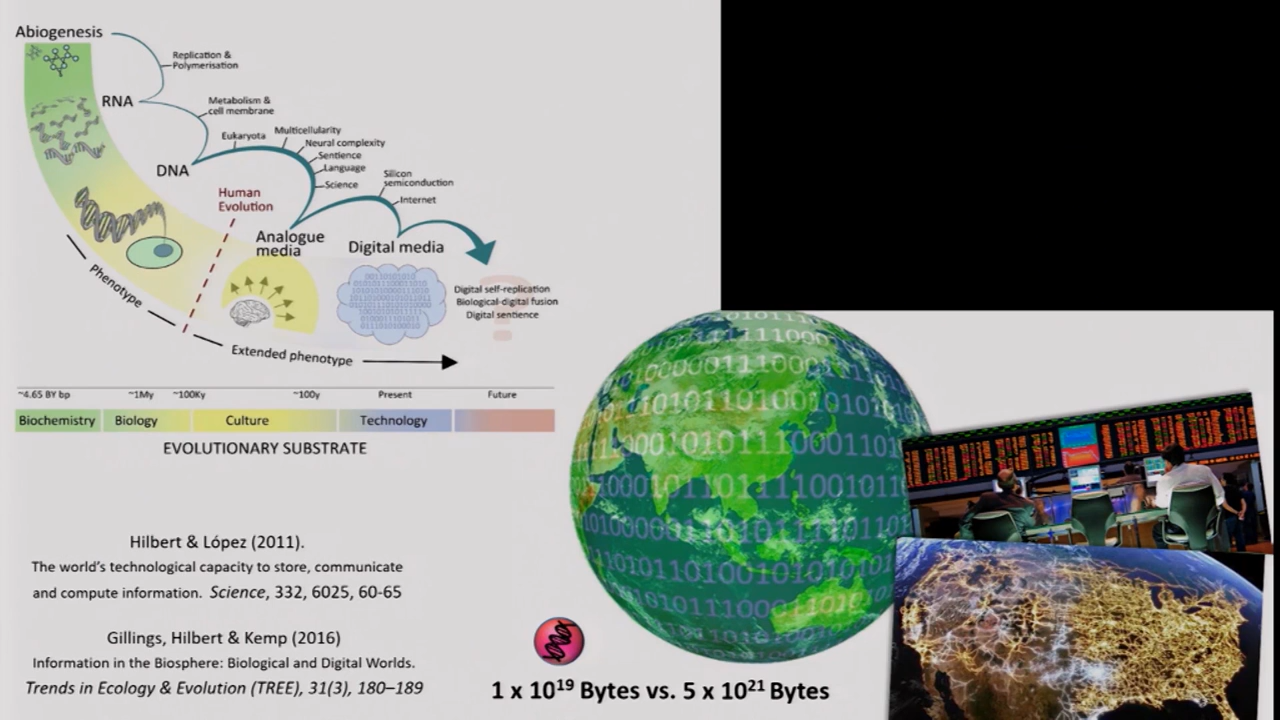 Abiogenesis
Replication &
Polymerisation
RNA
Metabolism &
cell membrane
Eukaryota
Multicellularity
Neural complexity
Sentience
Language
Science
DNA
Silicon
semiconduction
Internet
Human
Evolution
Analogue
media
Digital media
Digital self-replication
Biological-digital fusion
Digital sentience
?
Phenotype
Extended phenotype
~4.65 BY bp
~1My
~100Ky
~100y
Present
Future
Biochemistry
Biology
Culture
Technology
EVOLUTIONARY SUBSTRATE
Hilbert & López (2011).
The world's technological capacity to store, communicate
and compute information. Science, 332, 6025, 60-65
Gillings, Hilbert & Kemp (2016)
Information in the Biosphere: Biological and Digital Worlds.
Trends in Ecology & Evolution (TREE), 31(3), 180–189
1 x 10¹⁹ Bytes vs. 5 x 10²¹ Bytes